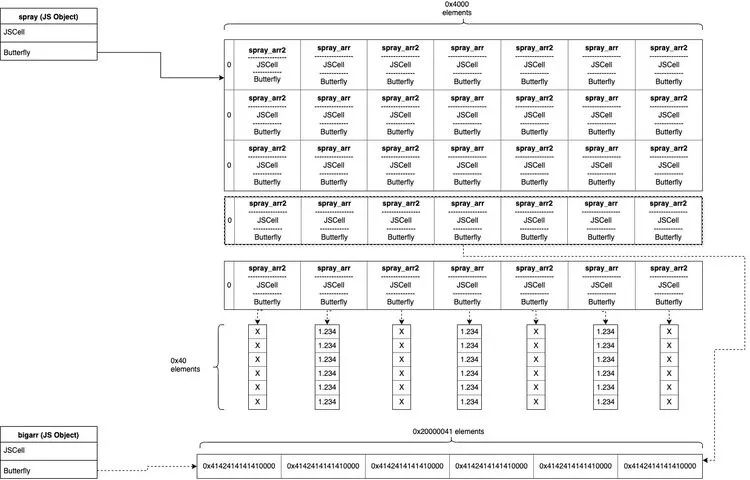 0x4000
elements
spray (JS Object)
JSCell
Butterfly
spray_arr2 spray_arr spray_arr2 spray_arr spray_arr2 spray_arr spray_arr2
0 JSCell JSCell JSCell JSCell JSCell JSCell JSCell
Butterfly Butterfly Butterfly Butterfly Butterfly Butterfly Butterfly
spray_arr2 spray_arr spray_arr2 spray_arr spray_arr2 spray_arr spray_arr2
0 JSCell JSCell JSCell JSCell JSCell JSCell JSCell
Butterfly Butterfly Butterfly Butterfly Butterfly Butterfly Butterfly
spray_arr2 spray_arr spray_arr2 spray_arr spray_arr2 spray_arr spray_arr2
0 JSCell JSCell JSCell JSCell JSCell JSCell JSCell
Butterfly Butterfly Butterfly Butterfly Butterfly Butterfly Butterfly
spray_arr2 spray_arr spray_arr2 spray_arr spray_arr2 spray_arr spray_arr2
0 JSCell JSCell JSCell JSCell JSCell JSCell JSCell
Butterfly Butterfly Butterfly Butterfly Butterfly Butterfly Butterfly
spray_arr2 spray_arr spray_arr2 spray_arr spray_arr2 spray_arr spray_arr2
0 JSCell JSCell JSCell JSCell JSCell JSCell JSCell
Butterfly Butterfly Butterfly Butterfly Butterfly Butterfly Butterfly
0x40
elements
X 1.234 X 1.234 X 1.234 X
X 1.234 X 1.234 X 1.234 X
X 1.234 X 1.234 X 1.234 X
X 1.234 X 1.234 X 1.234 X
X 1.234 X 1.234 X 1.234 X
X 1.234 X 1.234 X 1.234 X
bigarr (JS Object)
JSCell
Butterfly
0x20000041 elements
0x4142414141410000 0x4142414141410000 0x4142414141410000 0x4142414141410000 0x4142414141410000 0x4142414141410000